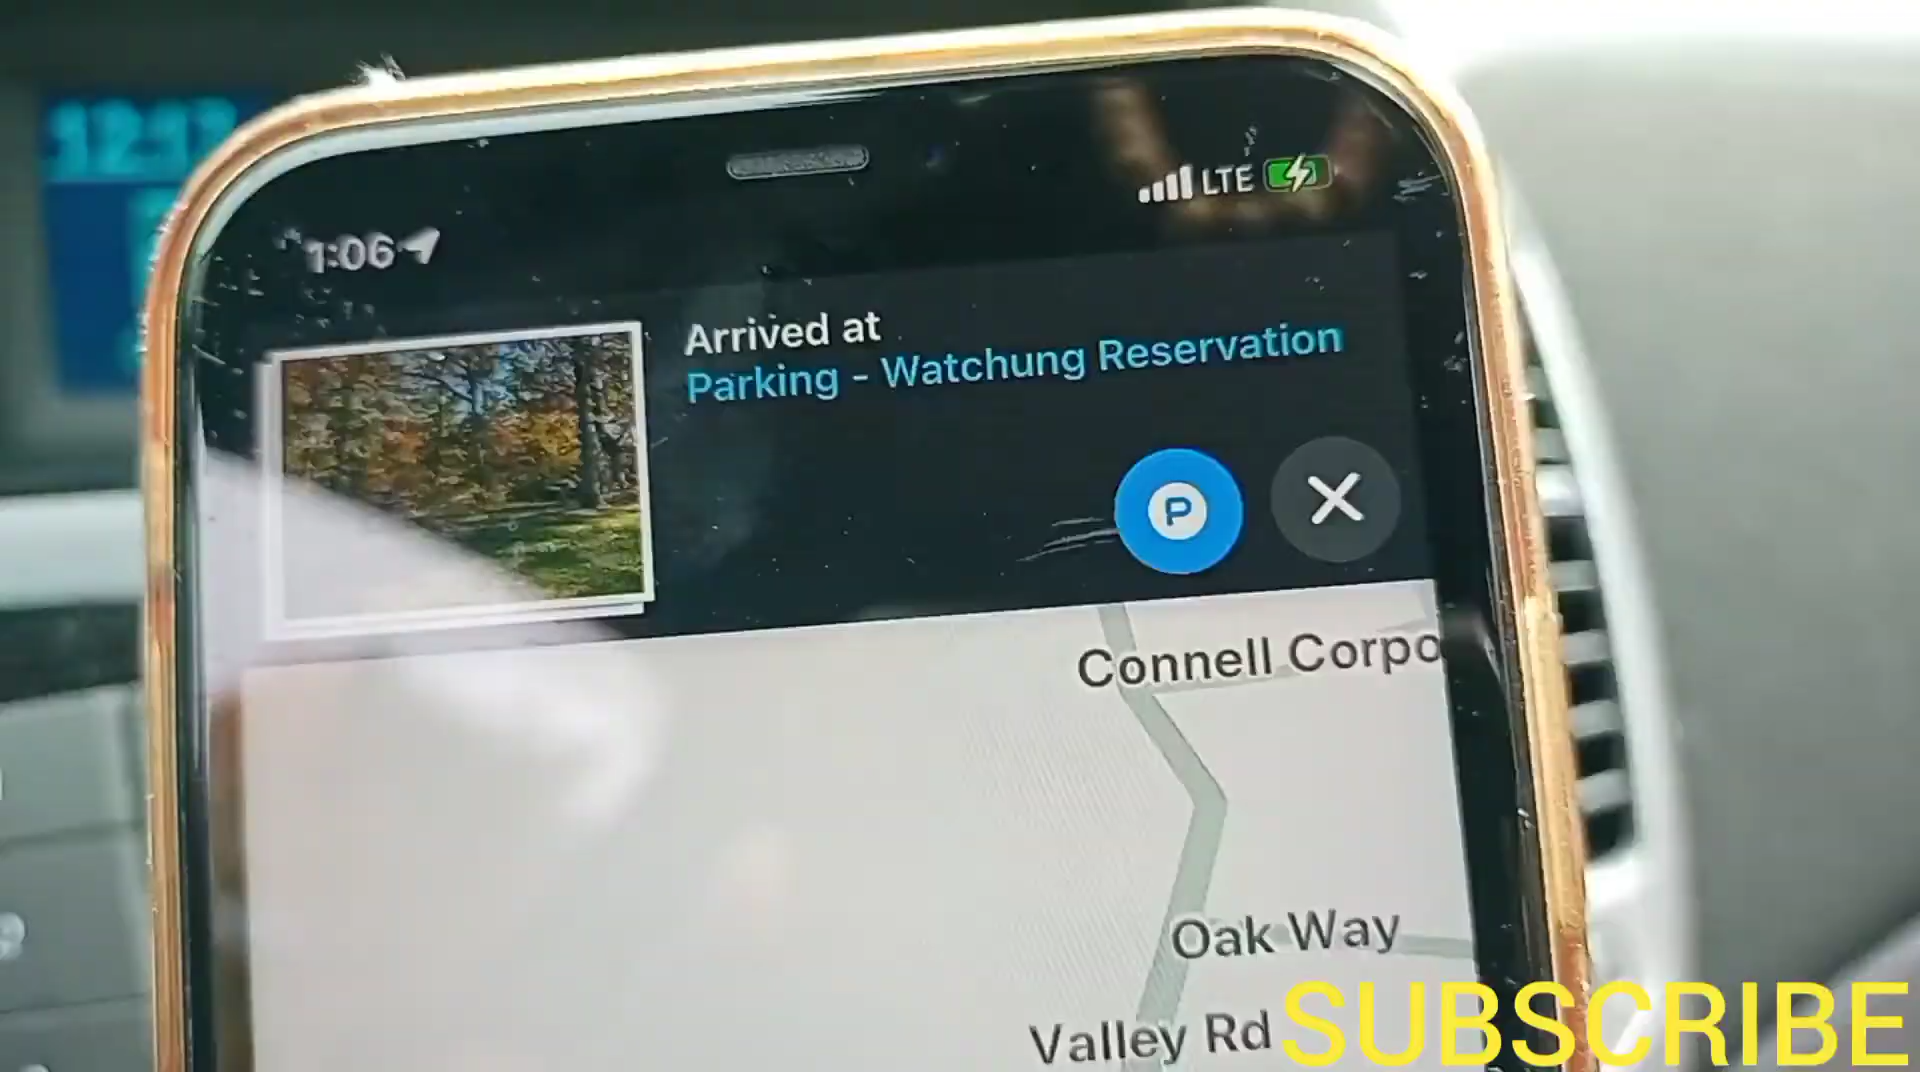 1:06
LTE
Arrived at
Parking - Watchung Reservation
P
Connell Corpo
Oak Way
Valley Rd
SUBSCRIBE